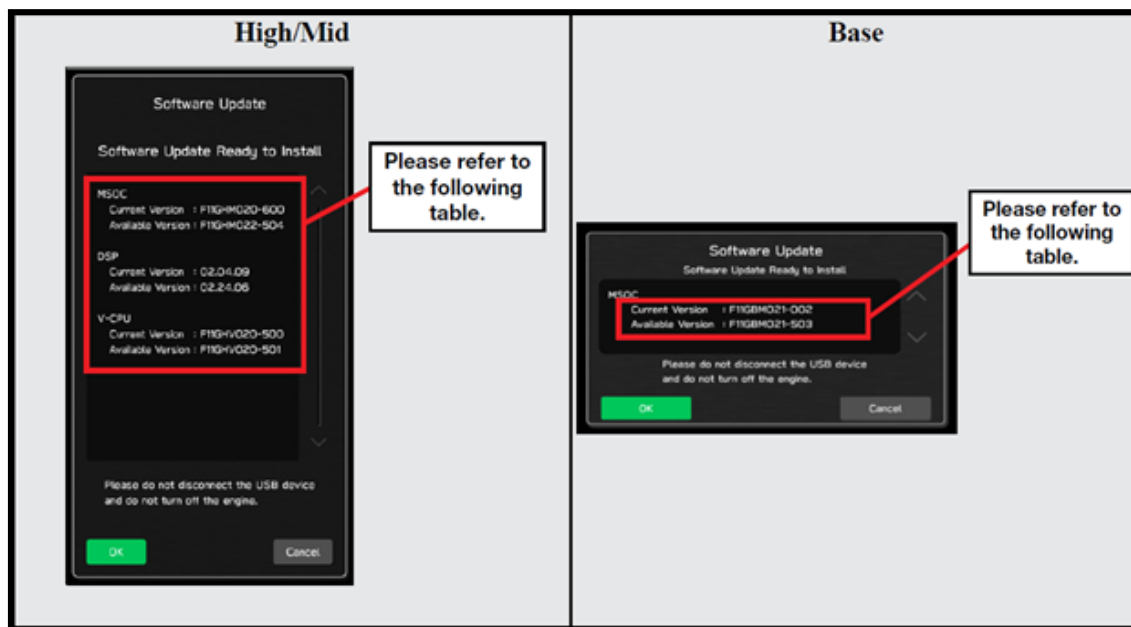 High/Mid
Software Update
Software Update Ready to Install
MSOC
Current Version : F11GHM020-600
Available Version : F11GHM022-504
DSP
Current Version : 02.04.09
Available Version : 02.24.06
V-CPU
Current Version : F11GHV020-500
Available Version : F11GHV020-501
Please do not disconnect the USB device
and do not turn off the engine.
OK
Cancel
Please refer to
the following
table.
Base
Software Update
Software Update Ready to Install
MSOC
Current Version : F11GBM021-002
Available Version : F11GBM021-503
Please do not disconnect the USB device
and do not turn off the engine.
OK
Cancel
Please refer to
the following
table.